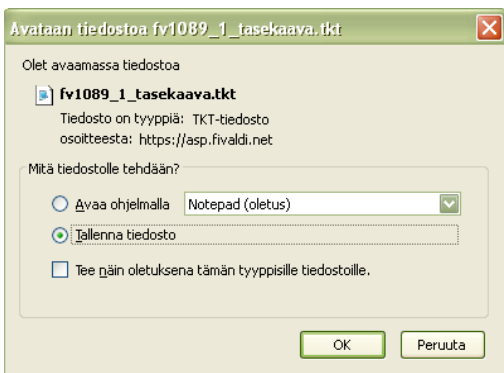 Avataan tiedostoa fv1089_1_tasekaava.tkt
Olet avaamassa tiedostoa
fv1089_1_tasekaava.tkt
Tiedosto on tyyppiä: TKT-tiedosto
osoitteesta: https://asp.fivaldi.net
Mitä tiedostolle tehdään?
Avaa ohjelmalla Notepad (oletus)
Tallenna tiedosto
Tee näin oletuksena tämän tyyppisille tiedostoille.
OK Peruuta